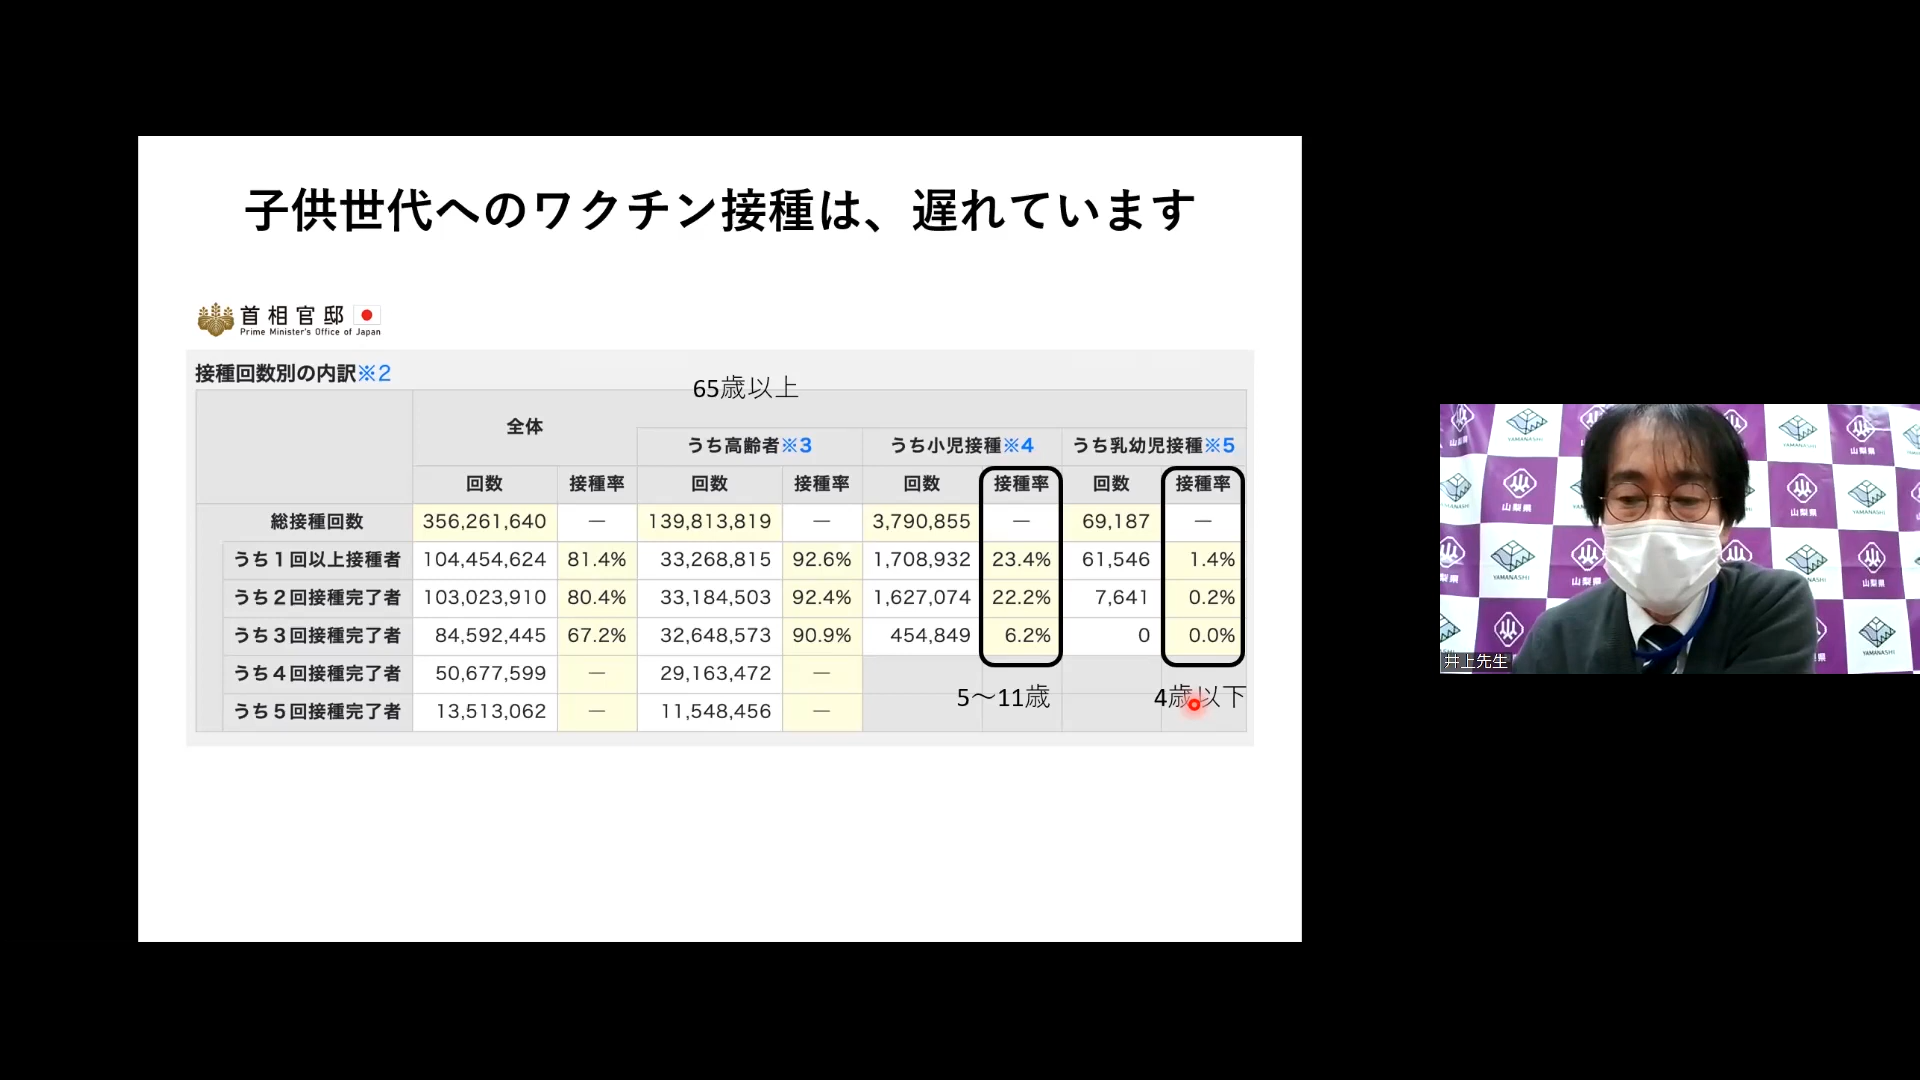 子供世代へのワクチン接種は、遅れています
首相官邸
Prime Minister's Office of Japan
接種回数別の内訳※2
65歳以上
全体
うち高齢者※3 うち小児接種※4 うち乳幼児接種※5
回数 接種率 回数 接種率 回数 接種率 回数 接種率
総接種回数 356,261,640 — 139,813,819 — 3,790,855 — 69,187 —
うち1回以上接種者 104,454,624 81.4% 33,268,815 92.6% 1,708,932 23.4% 61,546 1.4%
うち2回接種完了者 103,023,910 80.4% 33,184,503 92.4% 1,627,074 22.2% 7,641 0.2%
うち3回接種完了者 84,592,445 67.2% 32,648,573 90.9% 454,849 6.2% 0 0.0%
うち4回接種完了者 50,677,599 — 29,163,472 —
うち5回接種完了者 13,513,062 — 11,548,456 —
5～11歳 4歳以下
山梨県
YAMANASHI
井上先生